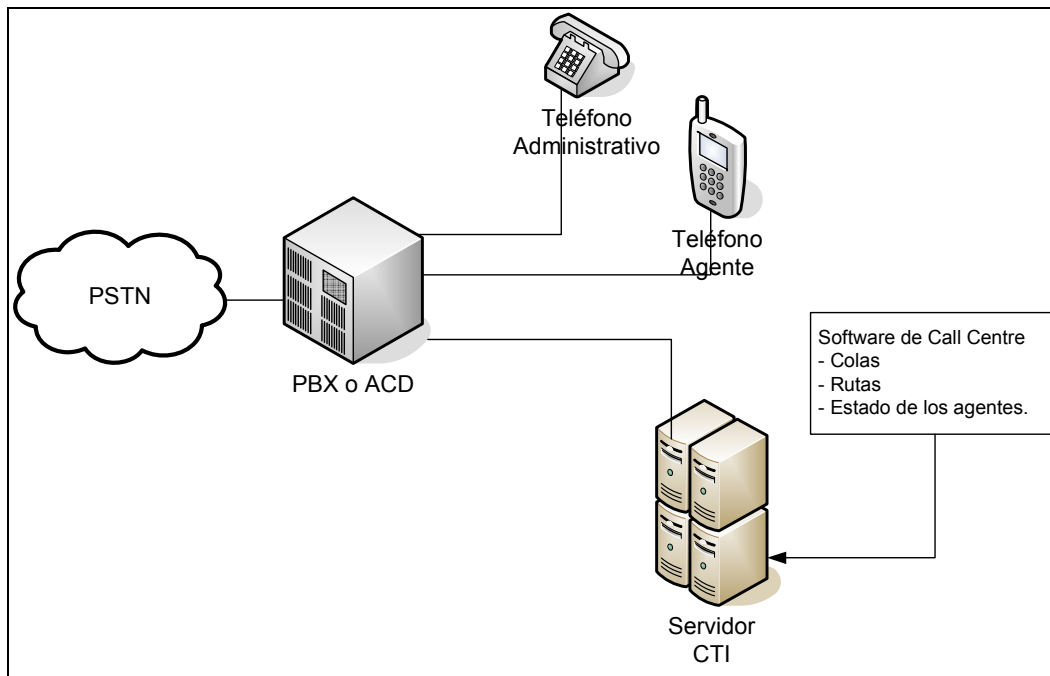 Teléfono
Administrativo
Teléfono
Agente
PSTN
PBX o ACD
Software de Call Centre
- Colas
- Rutas
- Estado de los agentes.
Servidor
CTI